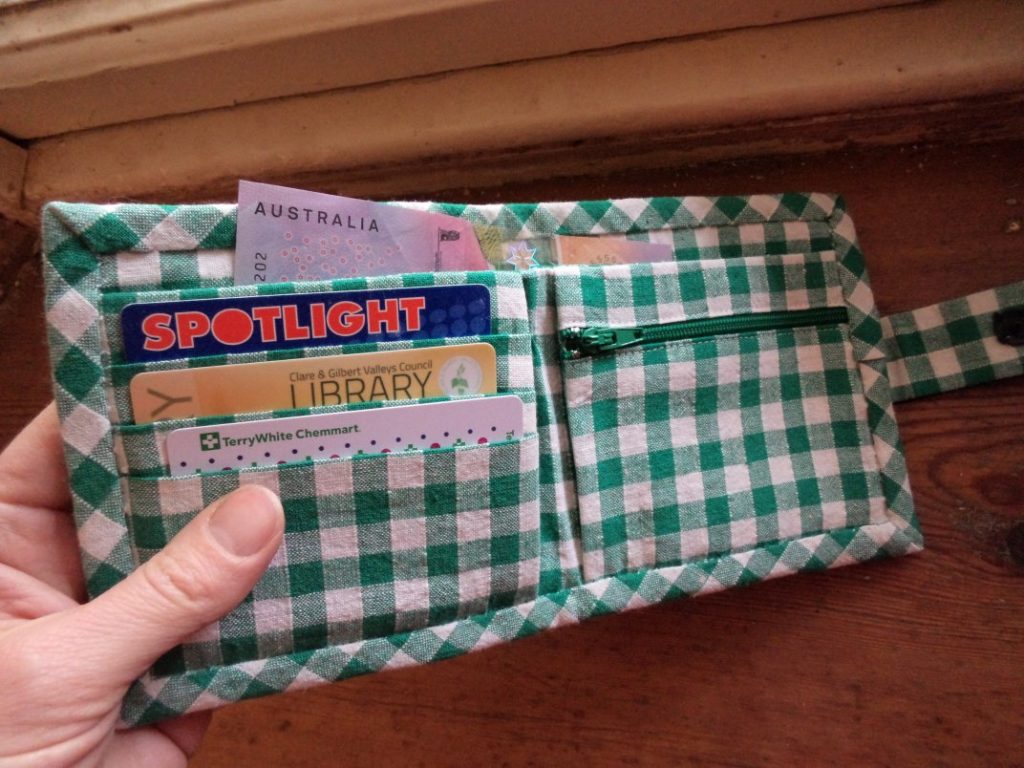 AUSTRALIA
202
SPOTLIGHT
Clare & Gilbert Valleys Council
LIBRARY
TerryWhite Chemmart